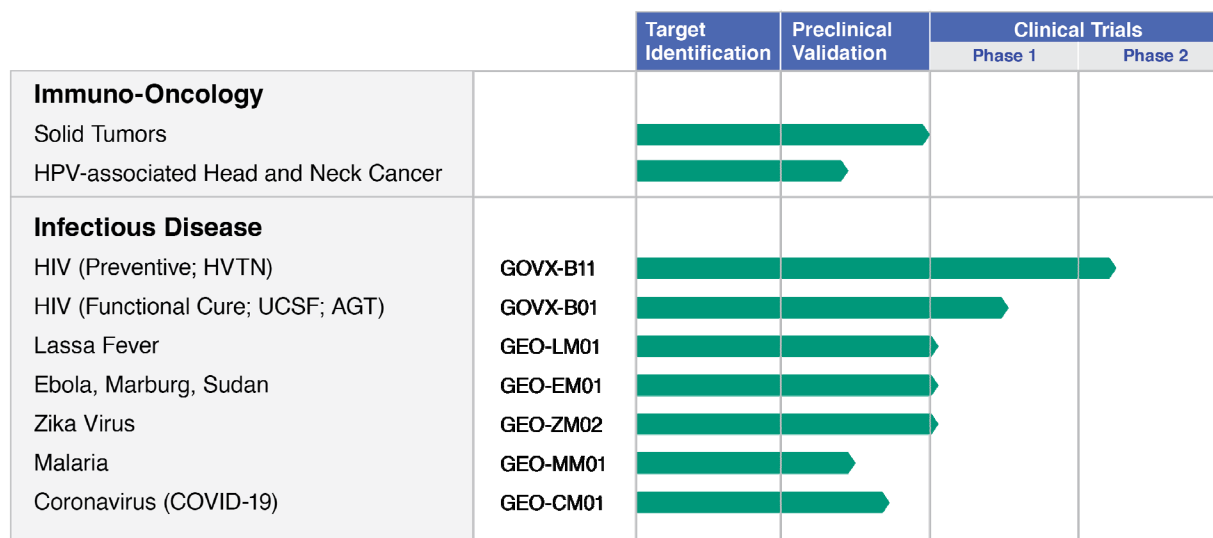 Target Identification
Preclinical Validation
Clinical Trials
Phase 1
Phase 2
Immuno-Oncology
Solid Tumors
HPV-associated Head and Neck Cancer
Infectious Disease
HIV (Preventive; HVTN) GOVX-B11
HIV (Functional Cure; UCSF; AGT) GOVX-B01
Lassa Fever GEO-LM01
Ebola, Marburg, Sudan GEO-EM01
Zika Virus GEO-ZM02
Malaria GEO-MM01
Coronavirus (COVID-19) GEO-CM01